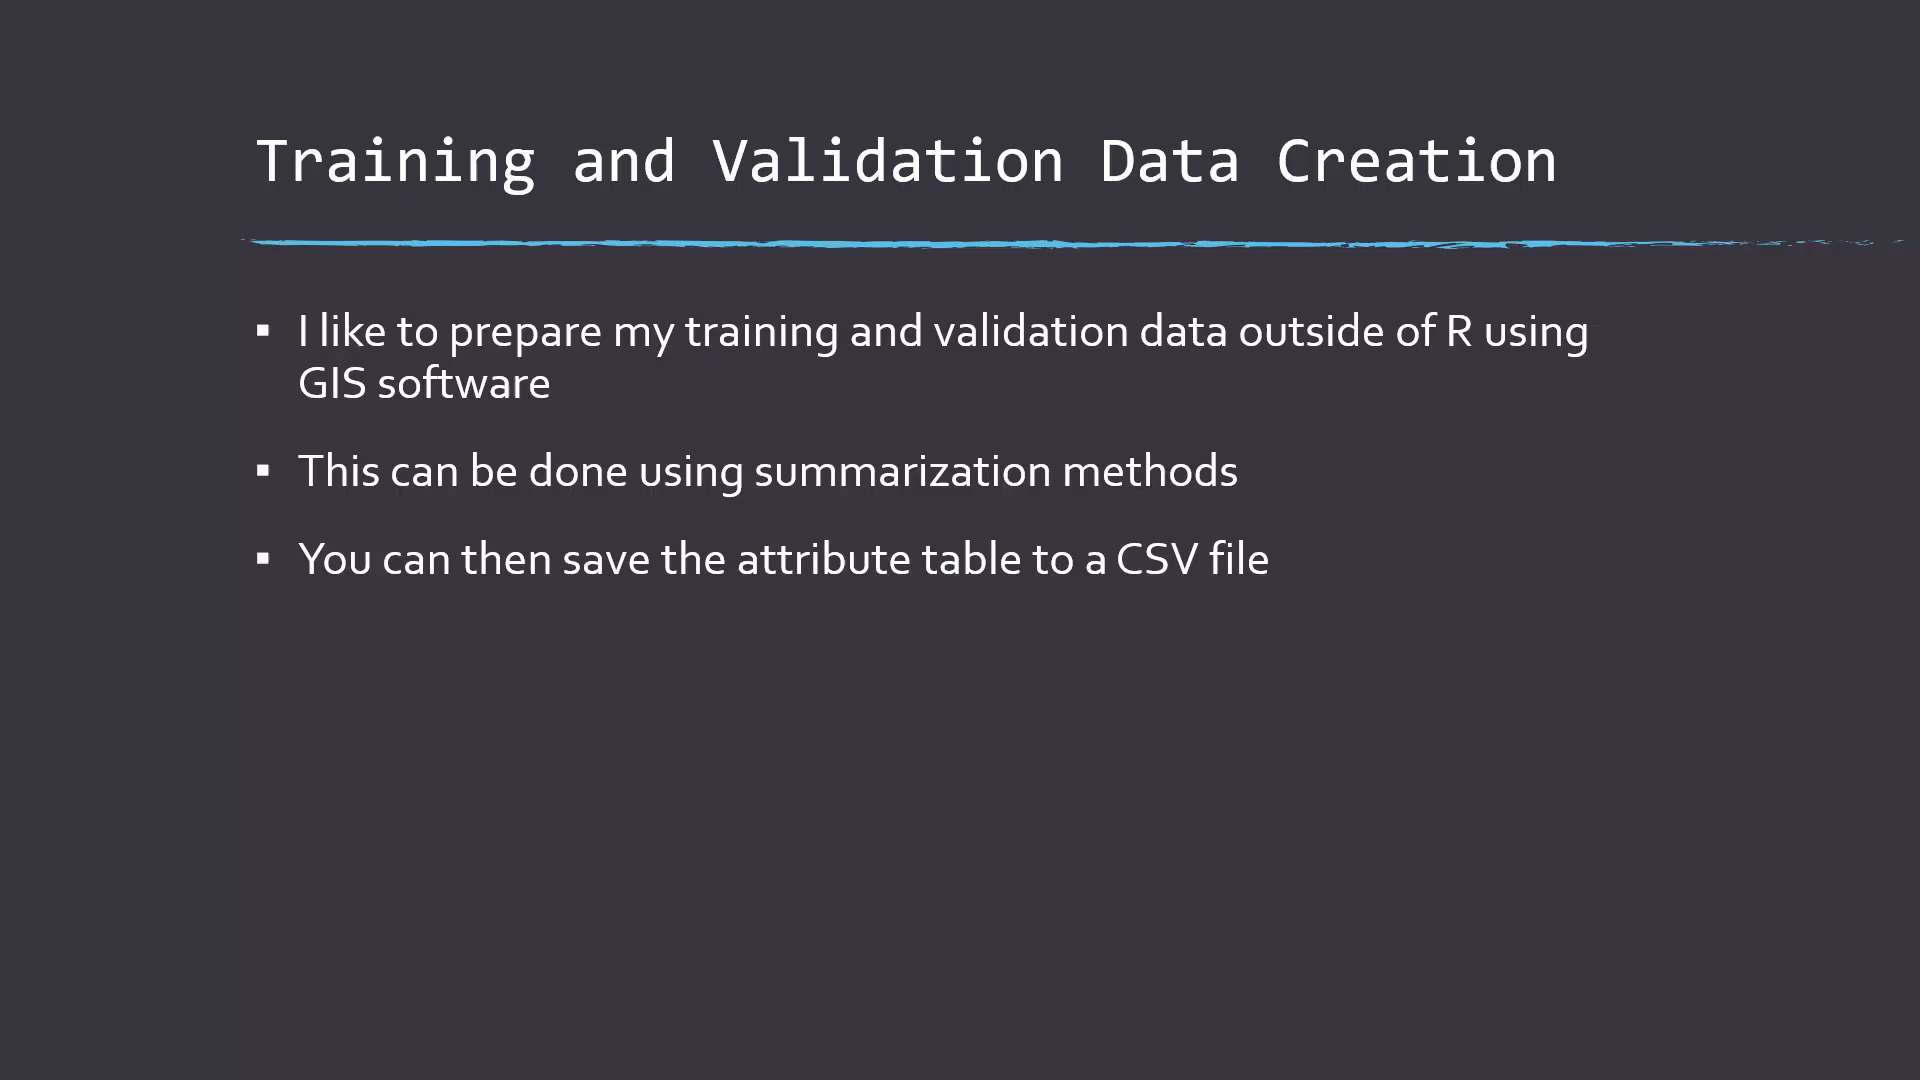 Training and Validation Data Creation
▪ I like to prepare my training and validation data outside of R using
GIS software
▪ This can be done using summarization methods
▪ You can then save the attribute table to a CSV file